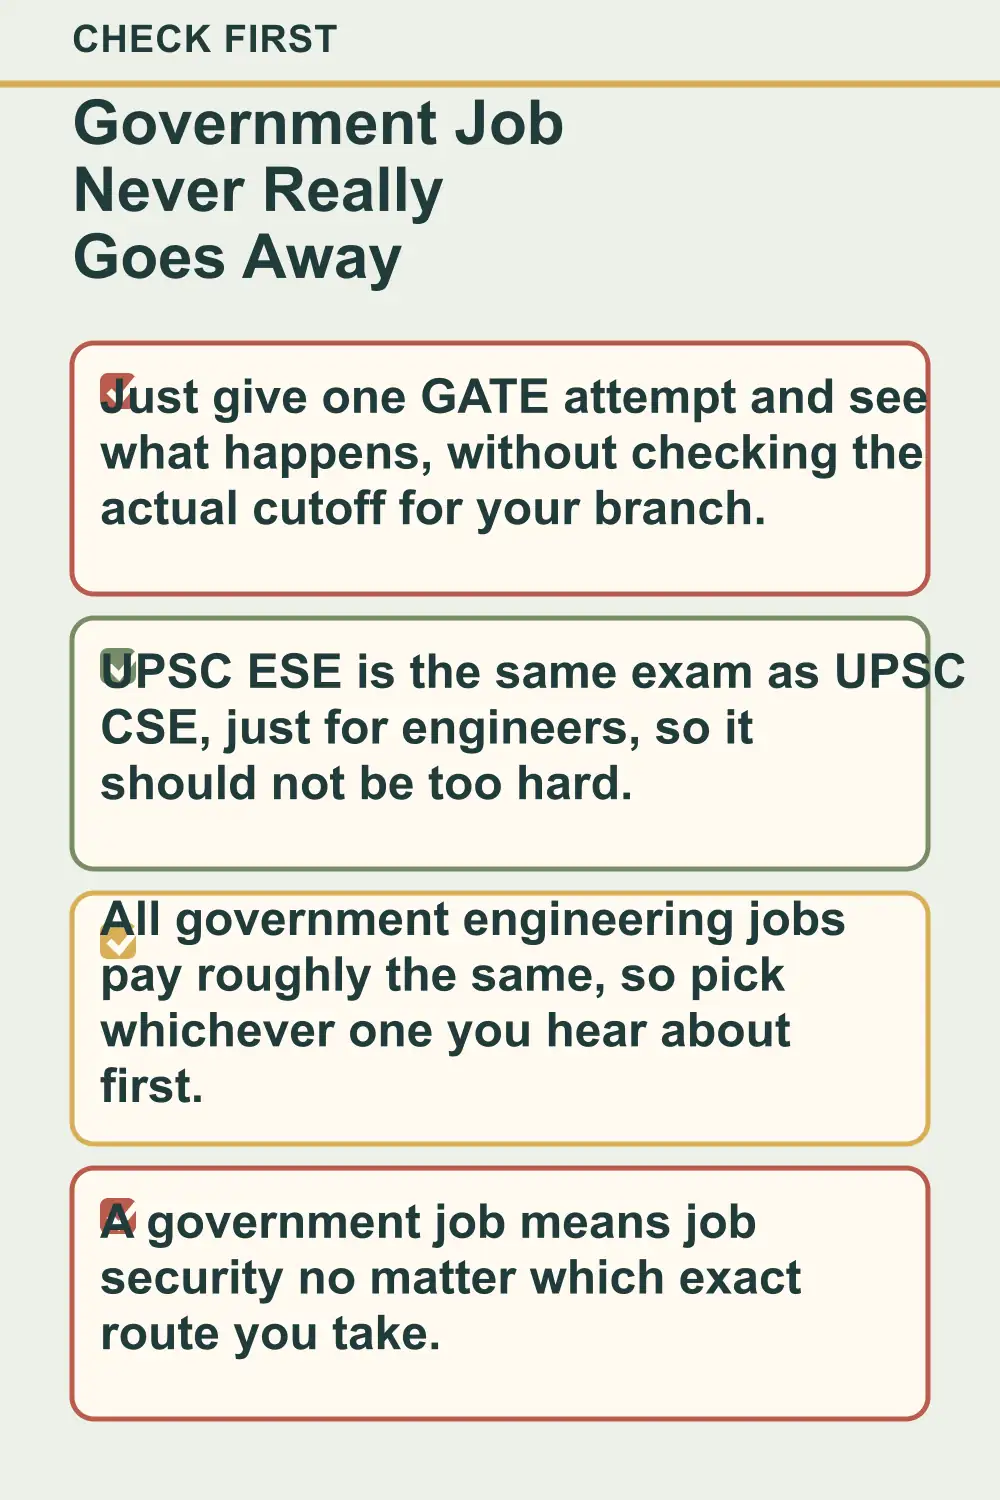 CHECK FIRST
Government Job
Never Really
Goes Away
Just give one GATE attempt and see
what happens, without checking the
actual cutoff for your branch.
UPSC ESE is the same exam as UPSC
CSE, just for engineers, so it
should not be too hard.
All government engineering jobs
pay roughly the same, so pick
whichever one you hear about
first.
A government job means job
security no matter which exact
route you take.